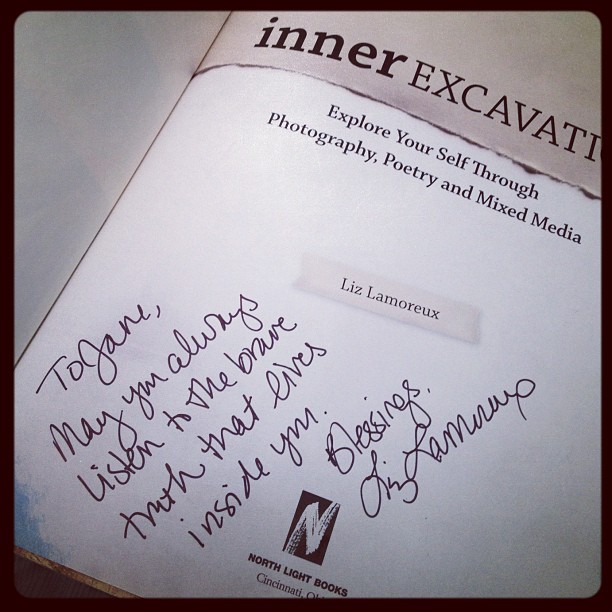 inner EXCAVATI
Explore Your Self Through
Photography, Poetry and Mixed Media
Liz Lamoreux
To Jane,
May you always
listen to the brave
truth that lives
inside you.
Blessings,
Liz Lamoreux
N
NORTH LIGHT BOOKS
Cincinnati, Oh